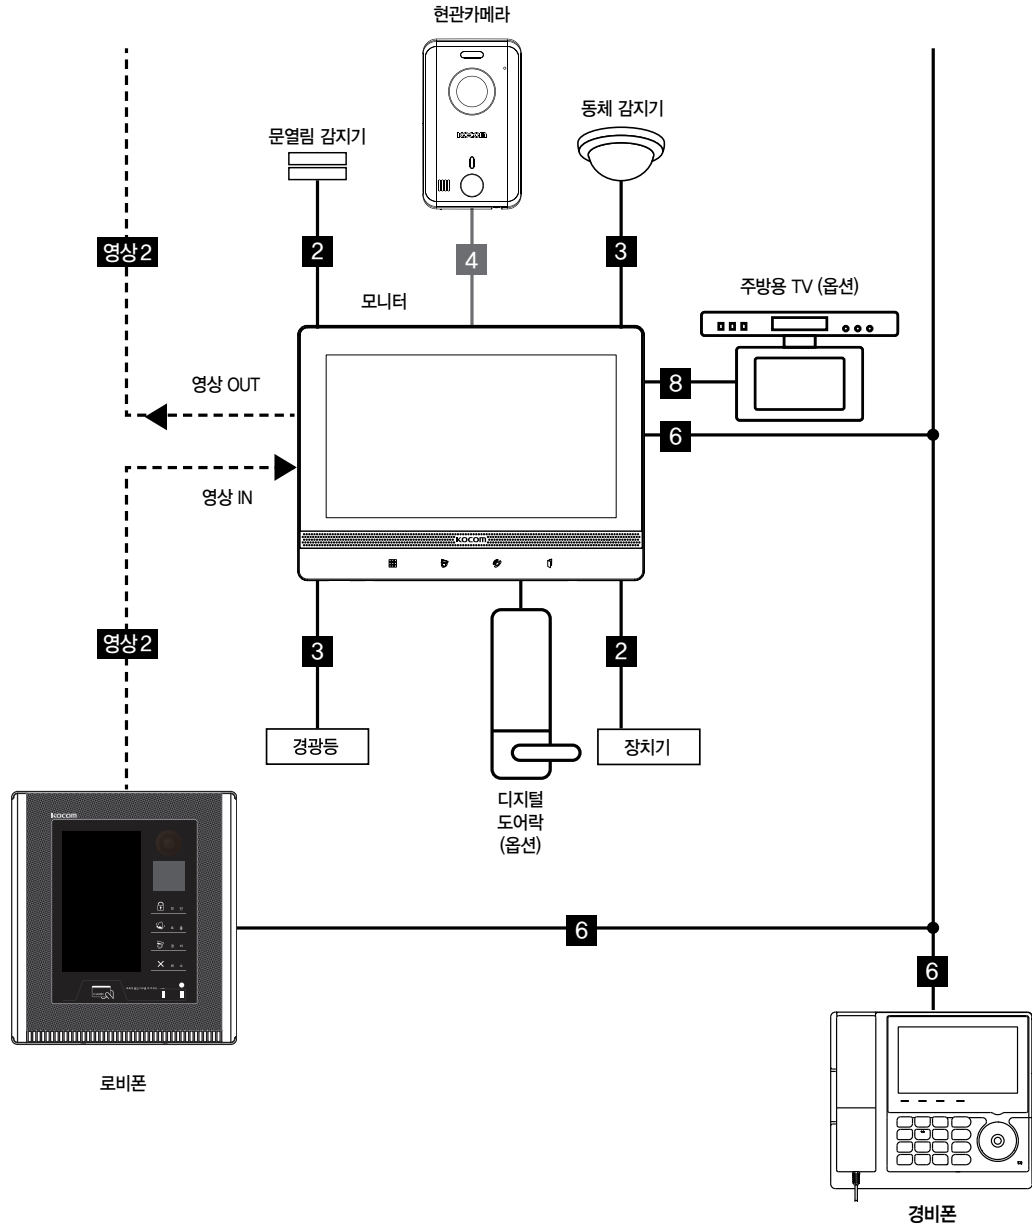 현관카메라
동체 감지기
문열림 감지기
KOCOM
영상 2
2
4
3
주방용 TV (옵션)
모니터
영상 OUT
8
6
영상 IN
KOCOM
영상 2
3
2
경광등
장치기
디지털
도어락
(옵션)
KOCOM
6
6
로비폰
경비폰